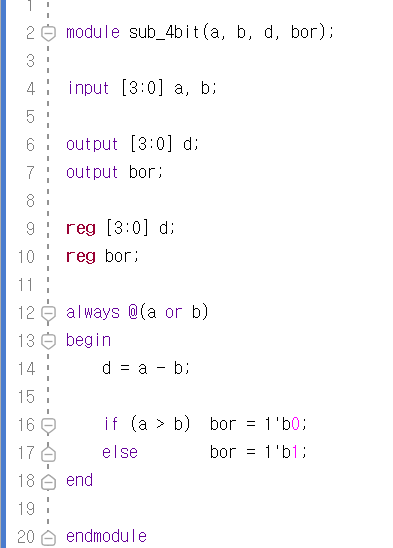 1
2 module sub_4bit(a, b, d, bor);
3
4 input [3:0] a, b;
5
6 output [3:0] d;
7 output bor;
8
9 reg [3:0] d;
10 reg bor;
11
12 always @(a or b)
13 begin
14 d = a - b;
15
16 if (a > b) bor = 1'b0;
17 else bor = 1'b1;
18 end
19
20 endmodule